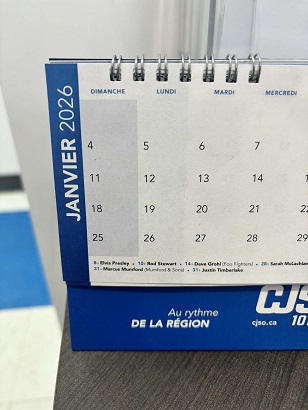 JANVIER 2026
DIMANCHE LUNDI MARDI MERCREDI
4 5 6 7
11 12 13 14
18 19 20 21
25 26 27 28
8: Elvis Presley • 10: Rod Stewart • 14: Dave Grohl (Foo Fighters) • 28: Sarah McLachlan
31: Marcus Mumford (Mumford & Sons) • 31: Justin Timberlake
Au rythme
DE LA RÉGION
CJS
cjso.ca 10